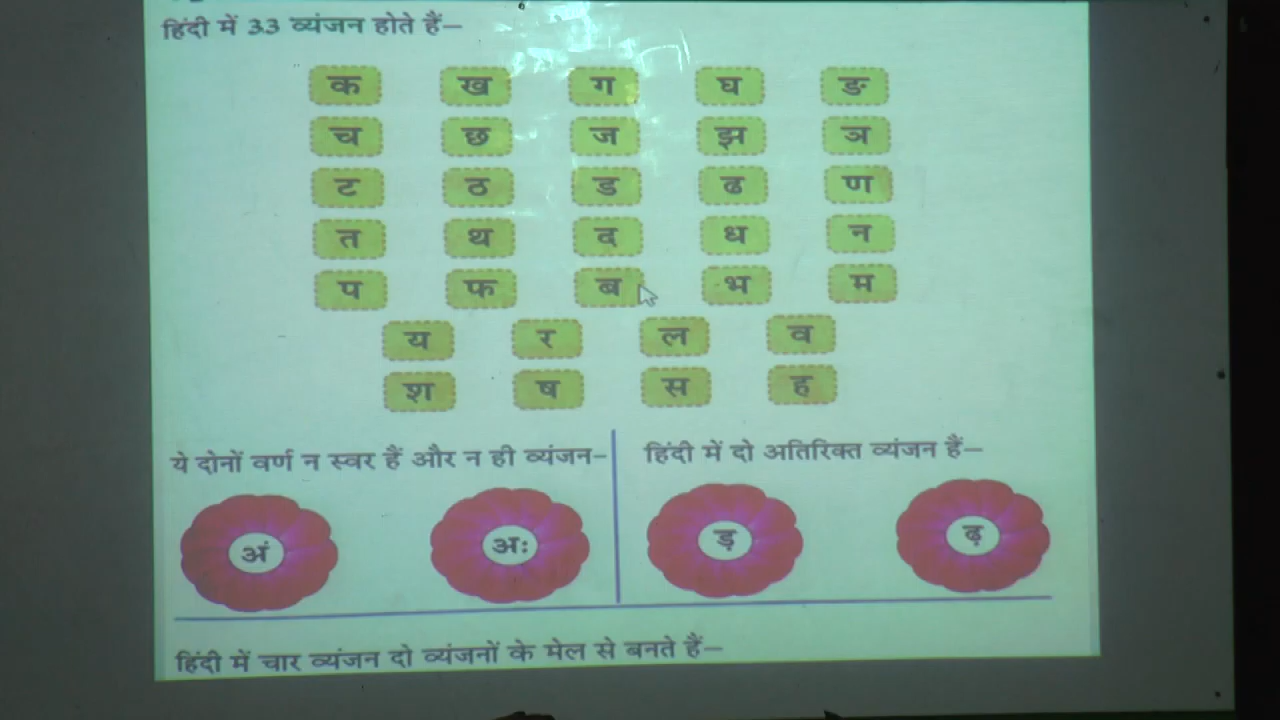 हिंदी में 33 व्यंजन होते हैं–
क ख ग घ ङ
च छ ज झ ञ
ट ठ ड ढ ण
त थ द ध न
प फ ब भ म
य र ल व
श ष स ह
ये दोनों वर्ण न स्वर हैं और न ही व्यंजन–
अं अः
हिंदी में दो अतिरिक्त व्यंजन हैं–
ड़ ढ़
हिंदी में चार व्यंजन दो व्यंजनों के मेल से बनते हैं–